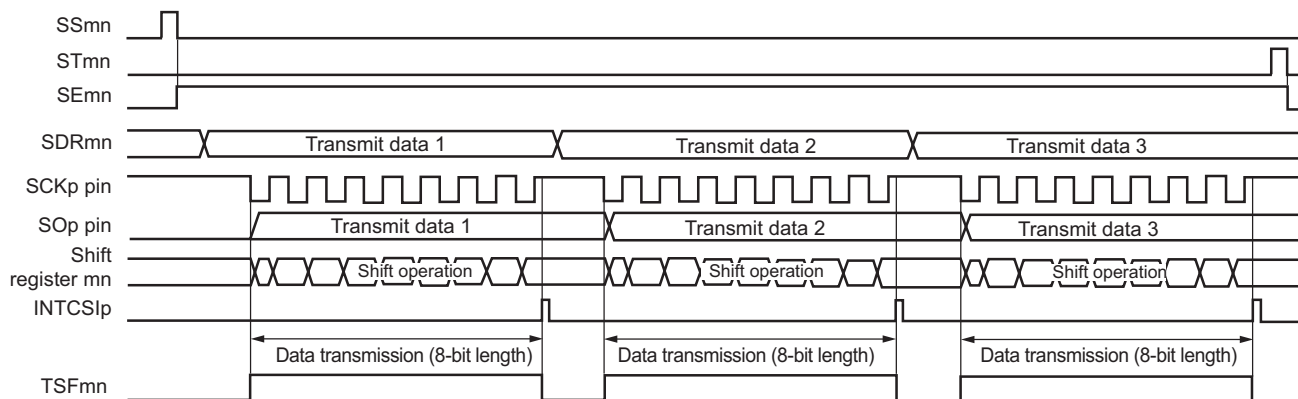 SSmn
STmn
SEmn
SDRmn Transmit data 1 Transmit data 2 Transmit data 3
SCKp pin
SOp pin Transmit data 1 Transmit data 2 Transmit data 3
Shift
register mn Shift operation Shift operation Shift operation
INTCSIp
Data transmission (8-bit length) Data transmission (8-bit length) Data transmission (8-bit length)
TSFmn